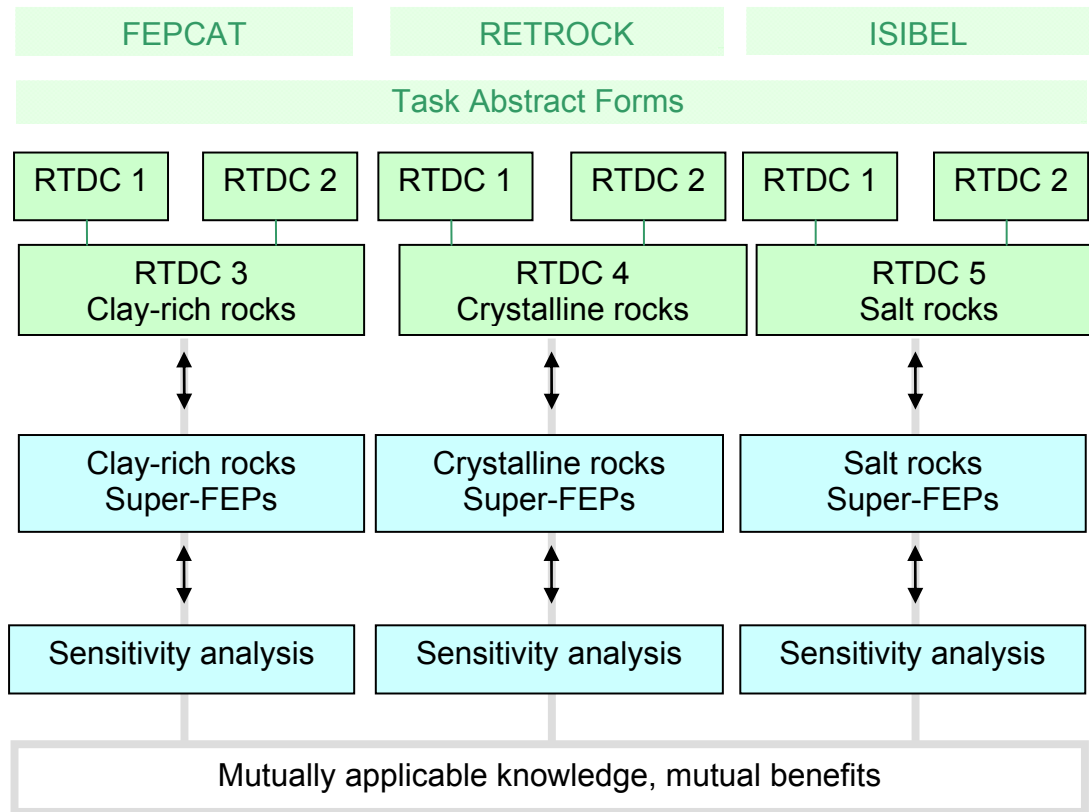 FEPCAT
RETROCK
ISIBEL
Task Abstract Forms
RTDC 1
RTDC 2
RTDC 1
RTDC 2
RTDC 1
RTDC 2
RTDC 3
Clay-rich rocks
RTDC 4
Crystalline rocks
RTDC 5
Salt rocks
Clay-rich rocks
Super-FEPs
Crystalline rocks
Super-FEPs
Salt rocks
Super-FEPs
Sensitivity analysis
Sensitivity analysis
Sensitivity analysis
Mutually applicable knowledge, mutual benefits